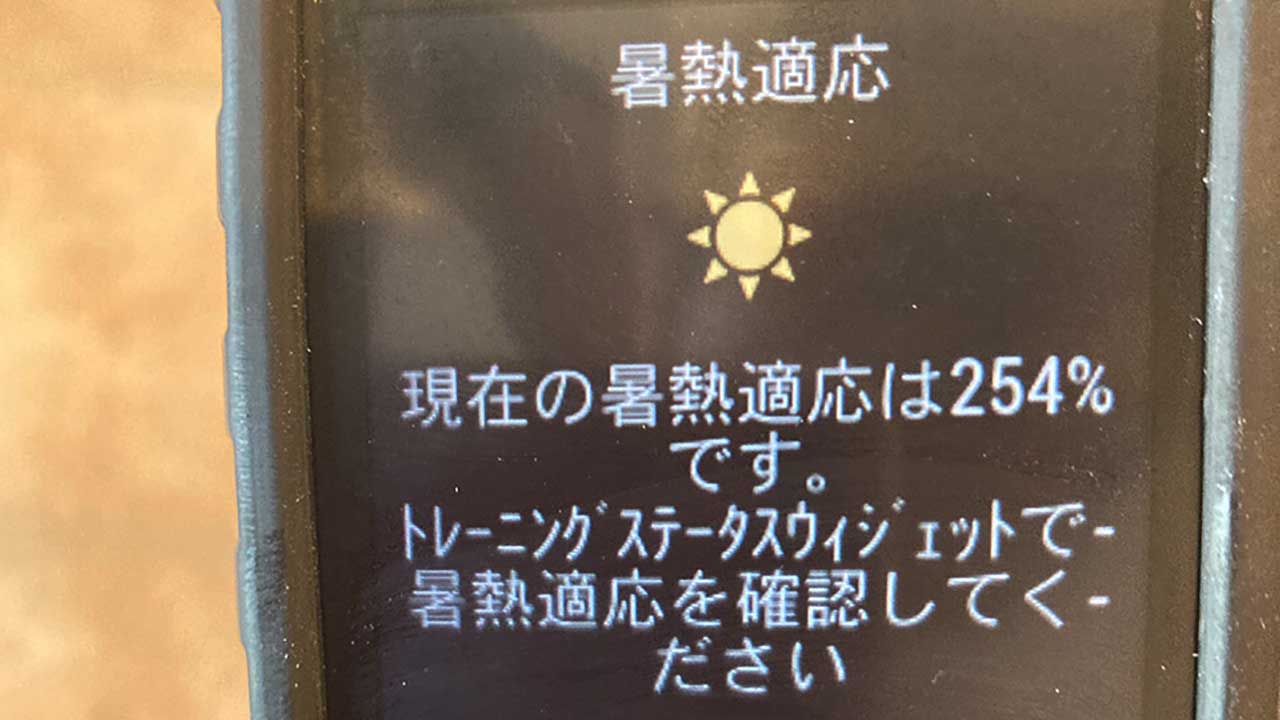 暑熱適応
現在の暑熱適応は254%
です。
ﾄﾚｰﾆﾝｸﾞｽﾃｰﾀｽｳｨｼﾞｪｯﾄで-
暑熱適応を確認してく-
ださい